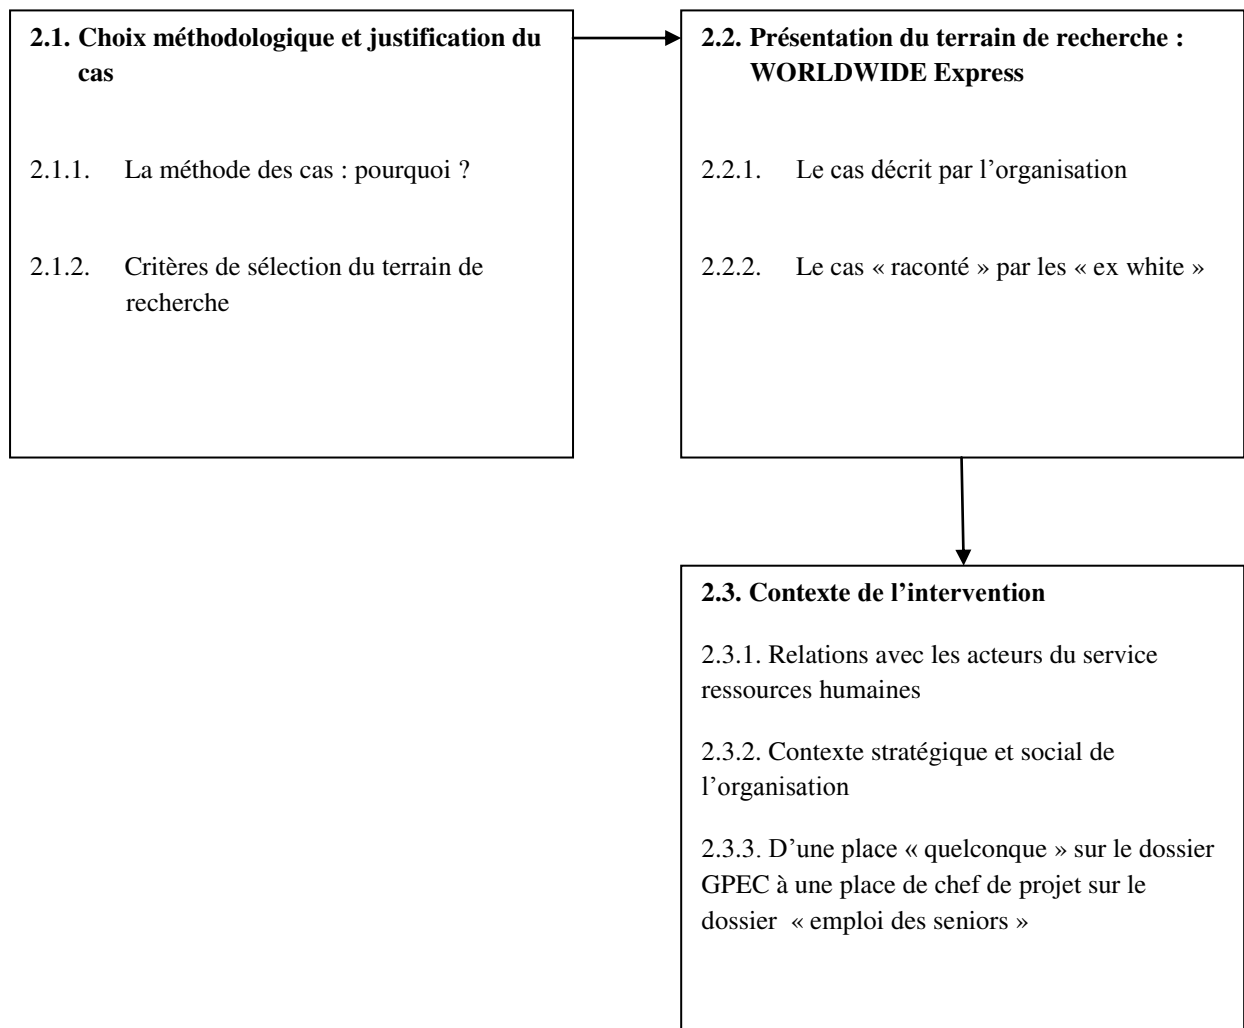 2.1. Choix méthodologique et justification du
cas
2.1.1. La méthode des cas : pourquoi ?
2.1.2. Critères de sélection du terrain de
recherche
2.2. Présentation du terrain de recherche :
WORLDWIDE Express
2.2.1. Le cas décrit par l’organisation
2.2.2. Le cas « raconté » par les « ex white »
2.3. Contexte de l’intervention
2.3.1. Relations avec les acteurs du service
ressources humaines
2.3.2. Contexte stratégique et social de
l’organisation
2.3.3. D’une place « quelconque » sur le dossier
GPEC à une place de chef de projet sur le
dossier « emploi des seniors »